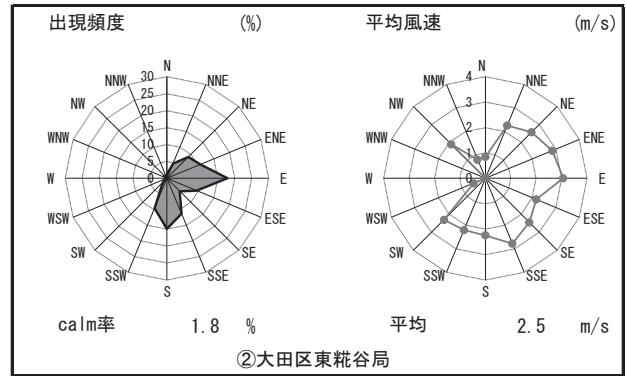 出現頻度 (%)
N
NNE
NE
ENE
E
ESE
SE
SSE
S
SSW
SW
WSW
W
WNW
NW
NNW
30
25
20
15
10
5
0
calm率 1.8 %
平均風速 (m/s)
N
NNE
NE
ENE
E
ESE
SE
SSE
S
SSW
SW
WSW
W
WNW
NW
NNW
4
3
2
1
0
平均 2.5 m/s
②大田区東糀谷局